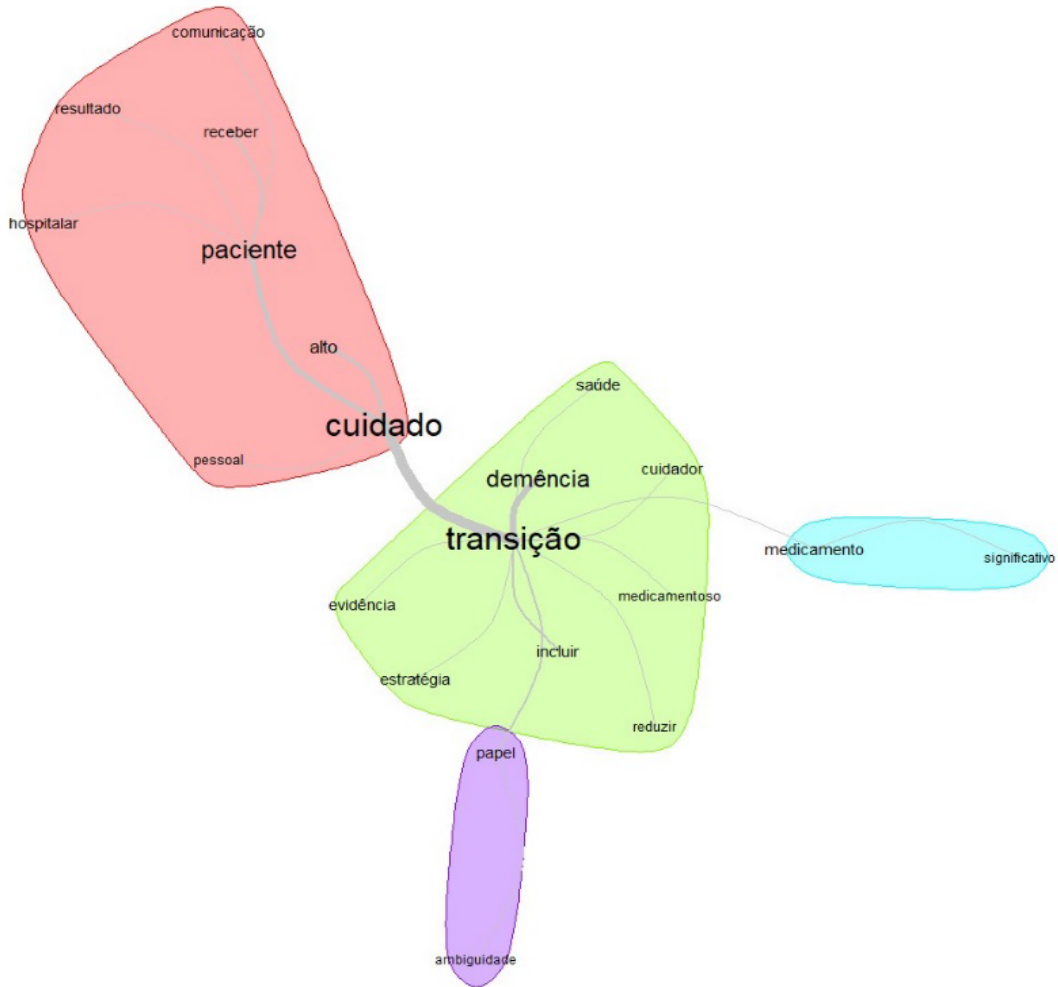 comunicação
resultado
receber
hospitalar
paciente
alto
saúde
cuidado
pessoal
cuidador
demência
transição
medicamento
significativo
evidência
medicamentoso
incluir
estratégia
reduzir
papel
ambiguidade